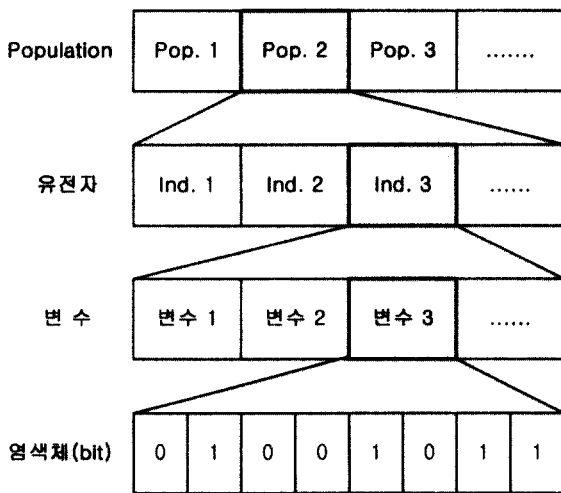 Population Pop. 1 Pop. 2 Pop. 3 .......
유전자 Ind. 1 Ind. 2 Ind. 3 ......
변 수 변수 1 변수 2 변수 3 ......
염색체(bit) 0 1 0 0 1 0 1 1